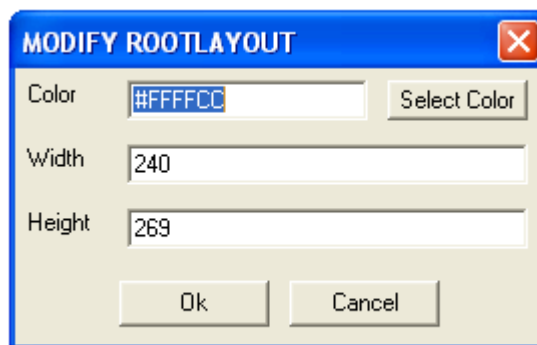 MODIFY ROOTLAYOUT
Color #FFFFCC Select Color
Width 240
Height 269
Ok Cancel